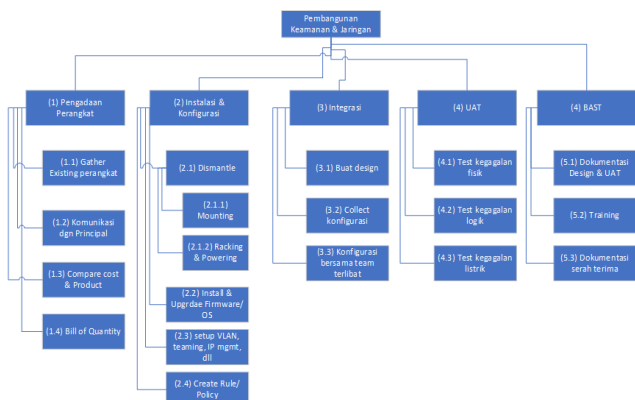 Pembangunan
Keamanan & Jaringan
(1) Pengadaan
Perangkat
(2) Instalasi &
Konfigurasi
(3) Integrasi
(4) UAT
(4) BAST
(1.1) Gather
Existing perangkat
(1.2) Komunikasi
dgn Principal
(1.3) Compare cost
& Product
(1.4) Bill of Quantity
(2.1) Dismantle
(2.1.1)
Mounting
(2.1.2) Racking
& Powering
(2.2) Install &
Upgrdae Firmware/
OS
(2.3) setup VLAN,
teaming, IP mgmt,
dll
(2.4) Create Rule/
Policy
(3.1) Buat design
(3.2) Collect
konfigurasi
(3.3) Konfigurasi
bersama team
terlibat
(4.1) Test kegagalan
fisik
(4.2) Test kegagalan
logik
(4.3) Test kegagalan
listrik
(5.1) Dokumentasi
Design & UAT
(5.2) Training
(5.3) Dokumentasi
serah terima